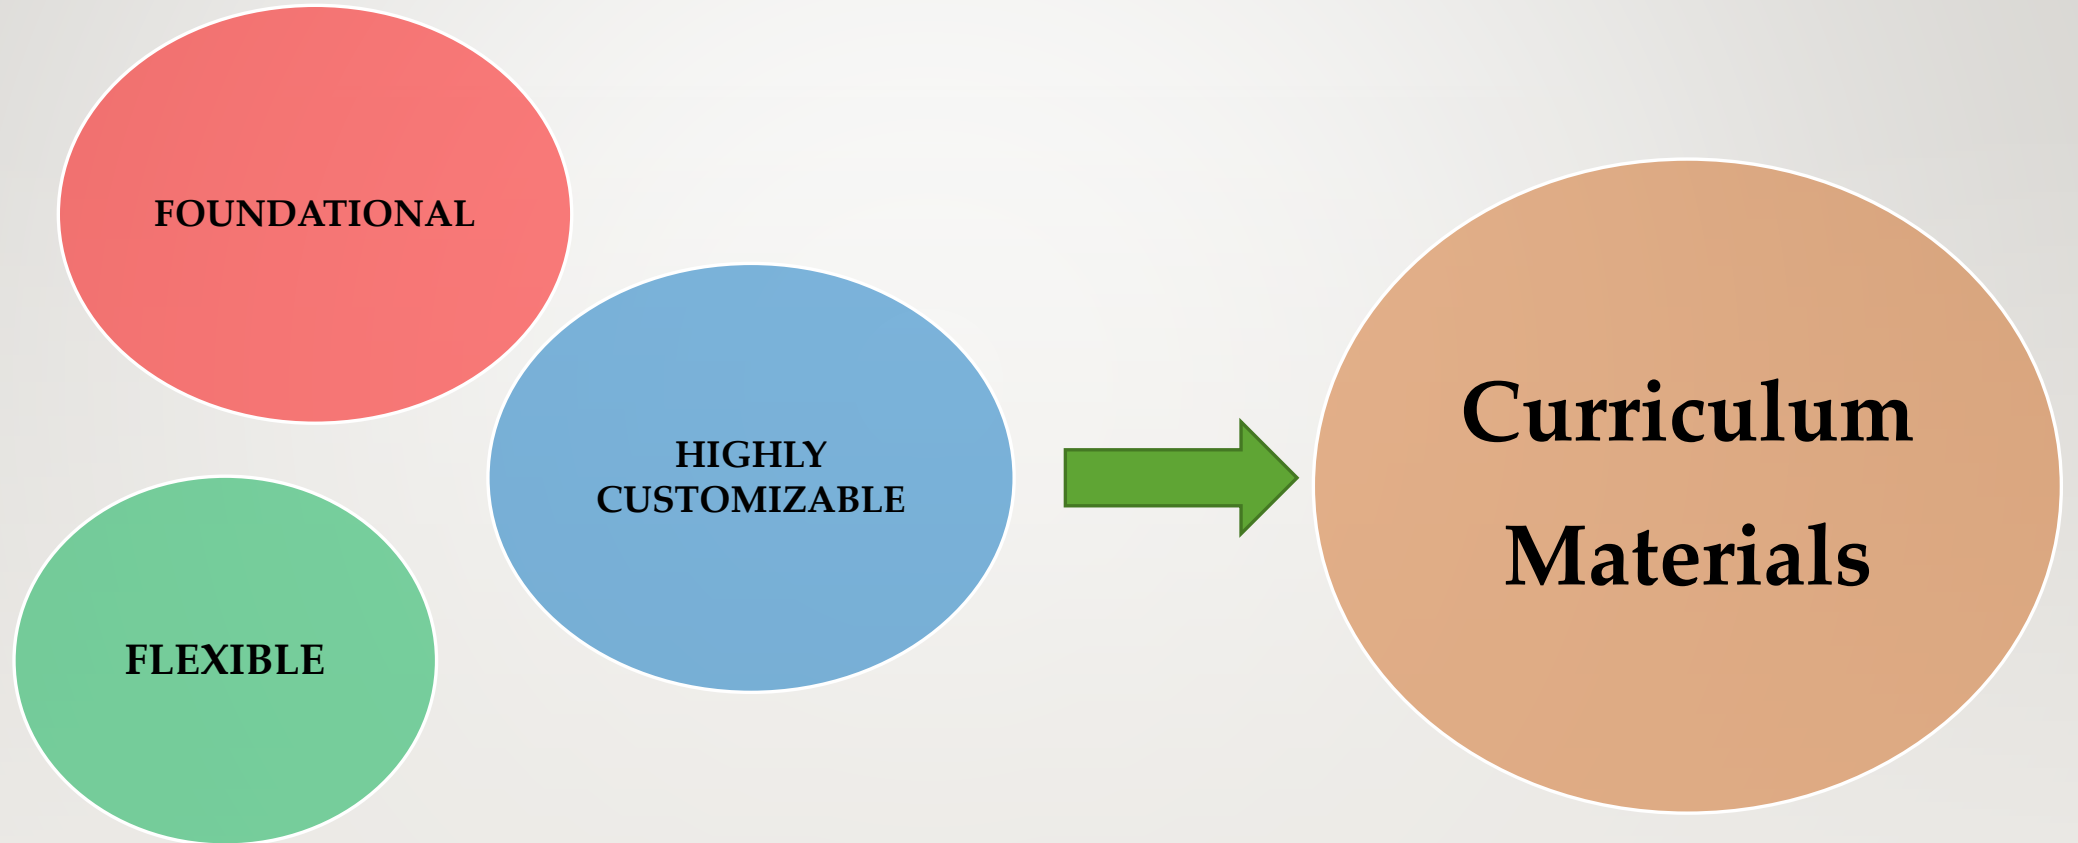 FOUNDATIONAL
HIGHLY
CUSTOMIZABLE
FLEXIBLE
Curriculum
Materials